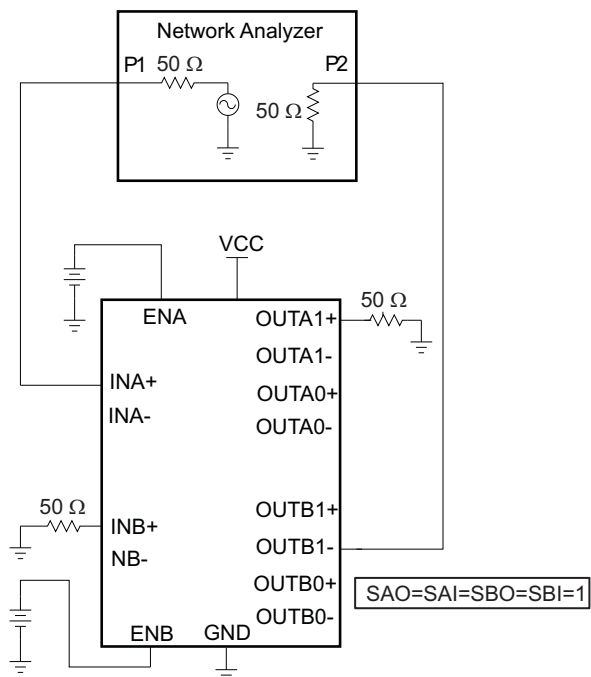 Network Analyzer
P1 50 Ω P2
50 Ω
VCC
ENA
OUTA1+ 50 Ω
OUTA1-
INA+
OUTA0+
INA-
OUTA0-
50 Ω
OUTB1+
INB+
OUTB1-
NB-
OUTB0+
SAO=SAI=SBO=SBI=1
OUTB0-
ENB GND